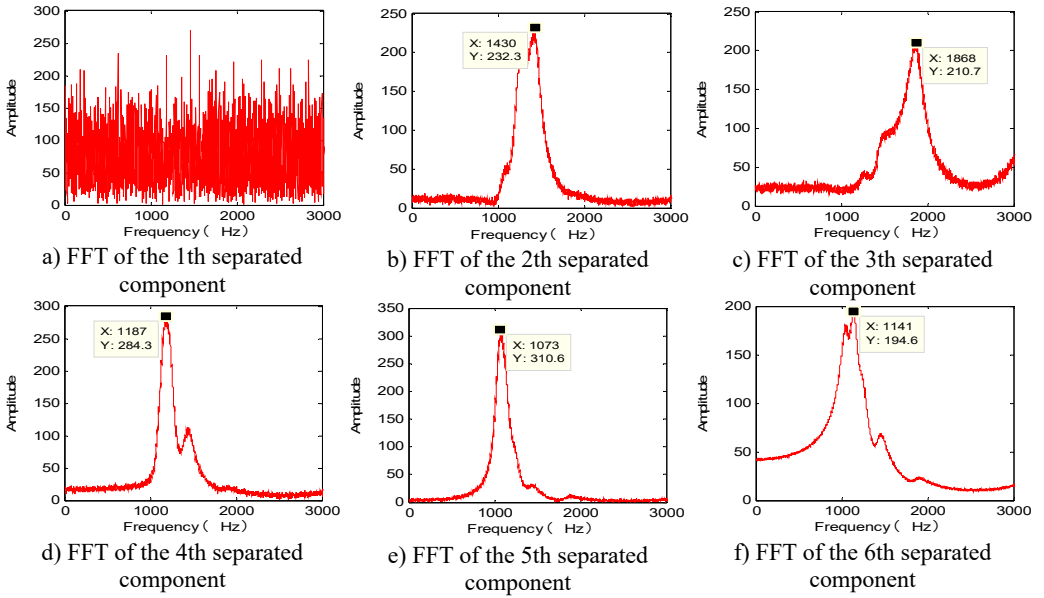 300
250
200
150
100
50
0
Amplitude
0 1000 2000 3000
Frequency( Hz)
a) FFT of the 1th separated
component
250
200
150
100
50
0
Amplitude
X: 1430
Y: 232.3
0 1000 2000 3000
Frequency( Hz)
b) FFT of the 2th separated
component
250
200
150
100
50
0
Amplitude
X: 1868
Y: 210.7
0 1000 2000 3000
Frequency( Hz)
c) FFT of the 3th separated
component
300
250
200
150
100
50
0
Amplitude
X: 1187
Y: 284.3
0 1000 2000 3000
Frequency( Hz)
d) FFT of the 4th separated
component
350
300
250
200
150
100
50
0
Amplitude
X: 1073
Y: 310.6
0 1000 2000 3000
Frequency( Hz)
e) FFT of the 5th separated
component
200
150
100
50
0
Amplitude
X: 1141
Y: 194.6
0 1000 2000 3000
Frequency( Hz)
f) FFT of the 6th separated
component